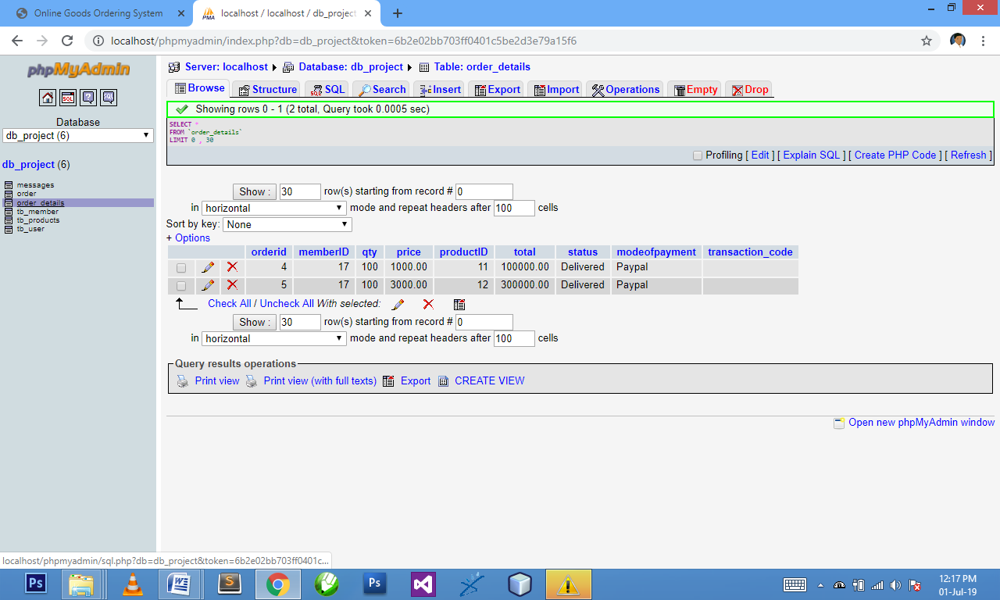 Online Goods Ordering System
localhost / localhost / db_project
localhost/phpmyadmin/index.php?db=db_project&token=6b2e02bb703ff0401c5be2d3e79a15f6
phpMyAdmin
SQL
Database
db_project (6)
db_project (6)
messages
order
order_details
tb_member
tb_products
tb_user
Server: localhost Database: db_project Table: order_details
Browse Structure SQL Search Insert Export Import Operations Empty Drop
Showing rows 0 - 1 (2 total, Query took 0.0005 sec)
SELECT *
FROM `order_details`
LIMIT 0 , 30
Profiling [ Edit ] [ Explain SQL ] [ Create PHP Code ] [ Refresh ]
Show : 30 row(s) starting from record # 0
in horizontal mode and repeat headers after 100 cells
Sort by key: None
+ Options
orderid memberID qty price productID total status modeofpayment transaction_code
4 17 100 1000.00 11 100000.00 Delivered Paypal
5 17 100 3000.00 12 300000.00 Delivered Paypal
Check All / Uncheck All With selected:
Show : 30 row(s) starting from record # 0
in horizontal mode and repeat headers after 100 cells
Query results operations
Print view Print view (with full texts) Export CREATE VIEW
Open new phpMyAdmin window
localhost/phpmyadmin/sql.php?db=db_project&token=6b2e02bb703ff0401c...
Ps W S Ps
12:17 PM
01-Jul-19